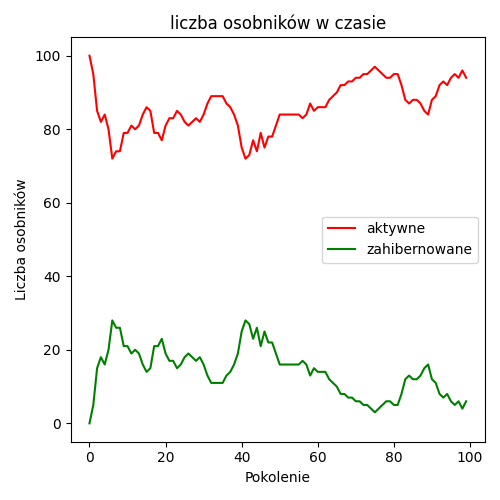 liczba osobników w czasie
Liczba osobników
100
80
60
40
20
0
aktywne
zahibernowane
0 20 40 60 80 100
Pokolenie